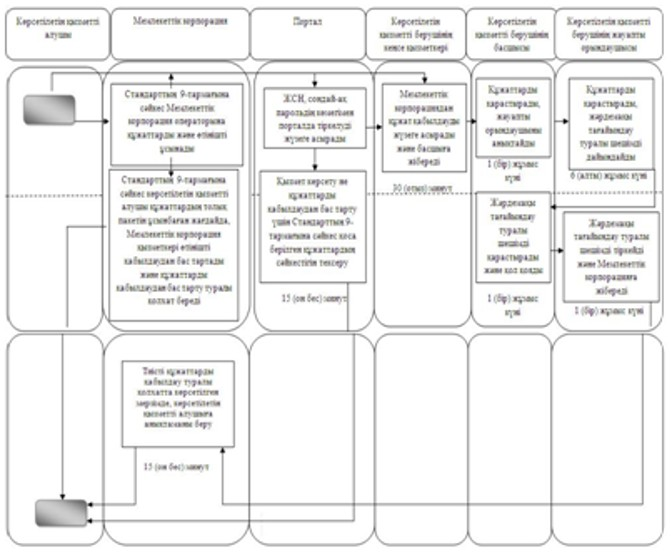 Көрсетілетін қызметті
алушы
Мемлекеттік корпорация
Портал
Көрсетілетін
қызметті берушінің
кеңсе қызметкері
Көрсетілетін
қызметті берушінің
басшысы
Көрсетілетін қызметті
берушінің жауапты
орындаушысы
Стандарттың 9-тармағына
сәйкес Мемлекеттік
корпорация операторына
құжаттарды және өтінішті
ұсынады
ЖСН, сондай-ақ
парольдің көмегімен
порталда тіркелуді
жүзеге асырады
Мемлекеттік
корпорациядан
құжат қабылдауды
жүзеге асырады
және басшыға
жібереді
30 (отыз) минут
Құжаттарды
қарастырады,
жауапты
орындаушыны
анықтайды
1 (бір) жұмыс
күні
Құжаттарды
қарастырады,
жәрдемақы
тағайындау
туралы шешімді
дайындайды
6 (алты) жұмыс күні
Стандарттың 9-тармағына
сәйкес көрсетілетін қызметті
алушы құжаттардың толық
пакетін ұсынбаған жағдайда,
Мемлекеттік корпорация
қызметкері өтінішті
қабылдаудан бас тартады
және құжаттарды
қабылдаудан бас тарту туралы
қолхат береді
Қызмет көрсету не
құжаттарды
қабылдаудан бас тарту
үшін Стандарттың 9-
тармағына сәйкес қоса
берілген құжаттардың
сәйкестігін тексеру
15 (он бес) минут
Жәрдемақы
тағайындау
туралы
шешімді
қарастырады
және қол қояды
1 (бір) жұмыс
күні
Жәрдемақы
тағайындау туралы
шешімді тіркейді
және Мемлекеттік
корпорацияға
жібереді
1 (бір) жұмыс күні
Тиісті құжаттарды
қабылдау туралы
қолхатта көрсетілген
мерзімде, көрсетілетін
қызметті алушыға
анықтаманы беру
15 (он бес) минут